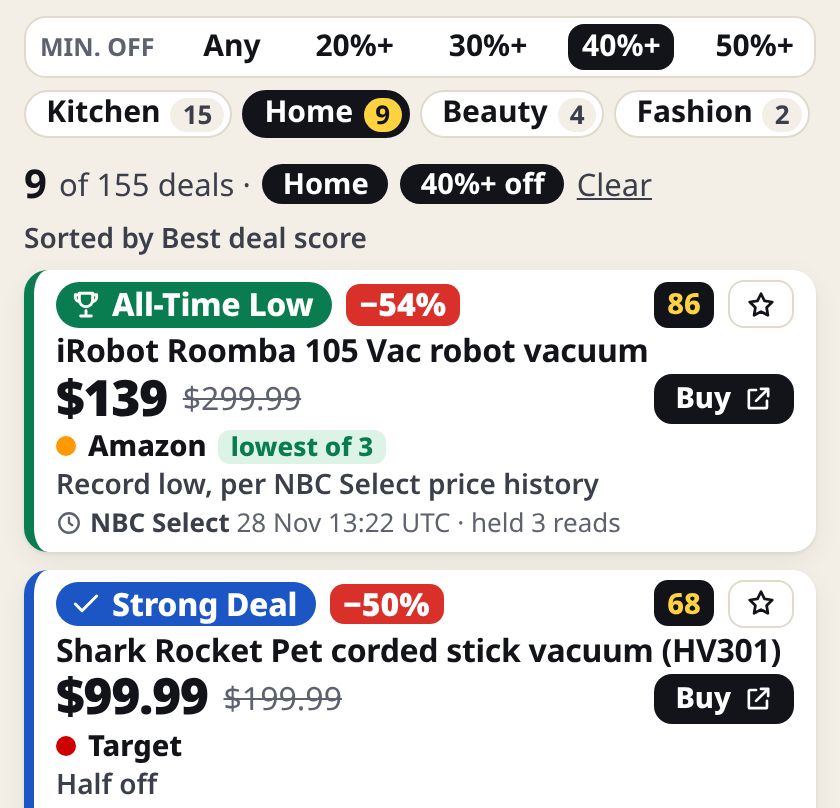 MIN. OFF Any 20%+ 30%+ 40%+ 50%+
Kitchen 15 Home 9 Beauty 4 Fashion 2
9 of 155 deals · Home 40%+ off Clear
Sorted by Best deal score
All-Time Low −54% 86
iRobot Roomba 105 Vac robot vacuum
$139 $299.99 Buy
Amazon lowest of 3
Record low, per NBC Select price history
NBC Select 28 Nov 13:22 UTC · held 3 reads
Strong Deal −50% 68
Shark Rocket Pet corded stick vacuum (HV301)
$99.99 $199.99 Buy
Target
Half off